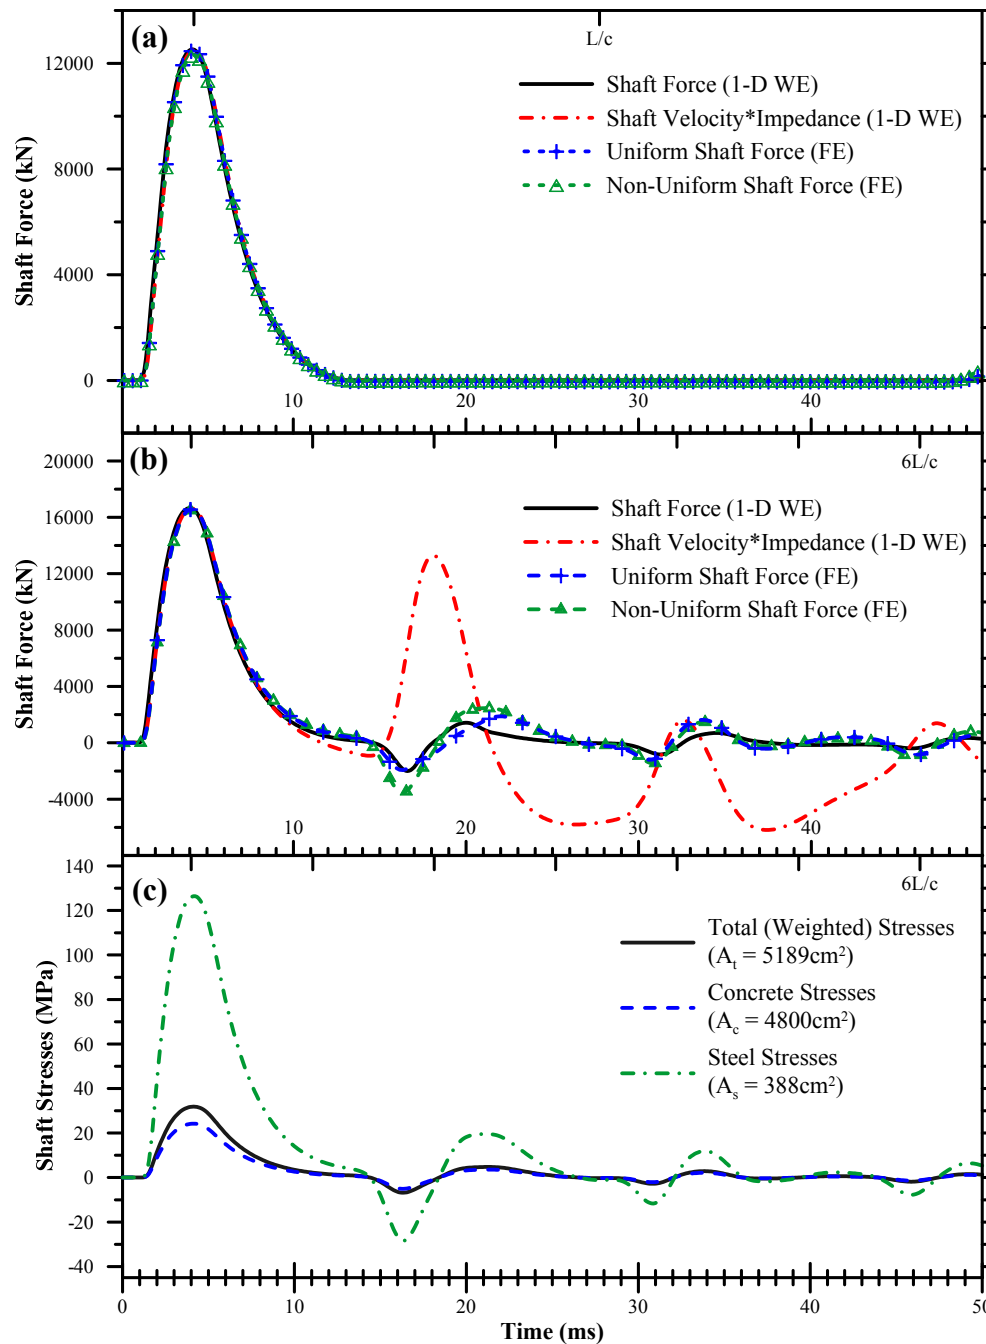 (a)
L/c
12000
8000
4000
0
Shaft Force (kN)
Shaft Force (1-D WE)
Shaft Velocity*Impedance (1-D WE)
Uniform Shaft Force (FE)
Non-Uniform Shaft Force (FE)
10
20
30
40
(b)
6L/c
20000
16000
12000
8000
4000
0
-4000
Shaft Force (kN)
Shaft Force (1-D WE)
Shaft Velocity*Impedance (1-D WE)
Uniform Shaft Force (FE)
Non-Uniform Shaft Force (FE)
10
20
30
40
(c)
6L/c
140
120
100
80
60
40
20
0
-20
-40
Shaft Stresses (MPa)
Total (Weighted) Stresses
(Aₜ = 5189cm²)
Concrete Stresses
(A_c = 4800cm²)
Steel Stresses
(Aₛ = 388cm²)
0
10
20
30
40
50
Time (ms)